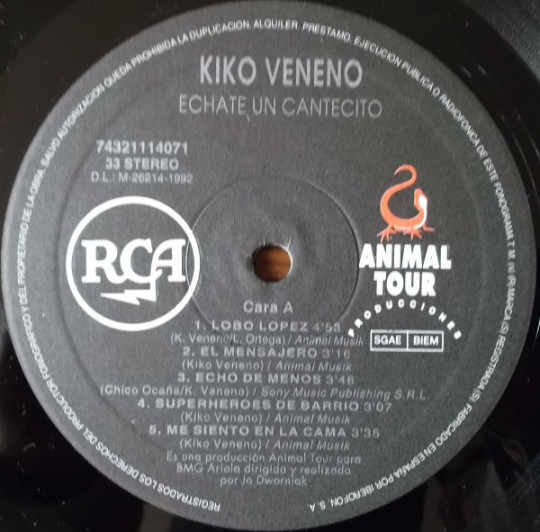 REGISTRADOS LOS DERECHOS DEL PRODUCTOR FONOGRAFICO Y DEL PROPIETARIO DE LA OBRA. SALVO AUTORIZACION QUEDA PROHIBIDA LA DUPLICACION, ALQUILER, PRESTAMO, EJECUCION PUBLICA O RADIOFONICA DE ESTE FONOGRAMA T. M. (s) (R) MARCA (S) REGISTRADA (S) FABRICADO EN ESPAÑA POR IBEROFON, S. A.
KIKO VENENO
ECHATE UN CANTECITO
74321114071
33 STEREO
D.L.: M-26214-1992
RCA
ANIMAL
TOUR
PRODUCCIONES
SGAE BIEM
Cara A
1. LOBO LOPEZ 4'53
(K. Veneno/L. Ortega) / Animal Musik
2. EL MENSAJERO 3'16
(Kiko Veneno) / Animal Musik
3. ECHO DE MENOS 3'48
(Chico Ocaña/K. Veneno) / Sony Music Publishing S.R.L.
4. SUPERHEROES DE BARRIO 3'07
(Kiko Veneno) / Animal Musik
5. ME SIENTO EN LA CAMA 3'35
(Kiko Veneno) / Animal Musik
Es una producción Animal Tour para
BMG Ariola dirigida y realizada
por Jo Dworniak